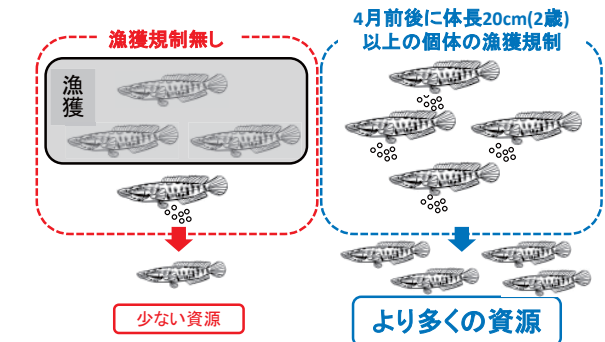 漁獲規制無し
漁獲
少ない資源
4月前後に体長20cm(2歳)
以上の個体の漁獲規制
より多くの資源